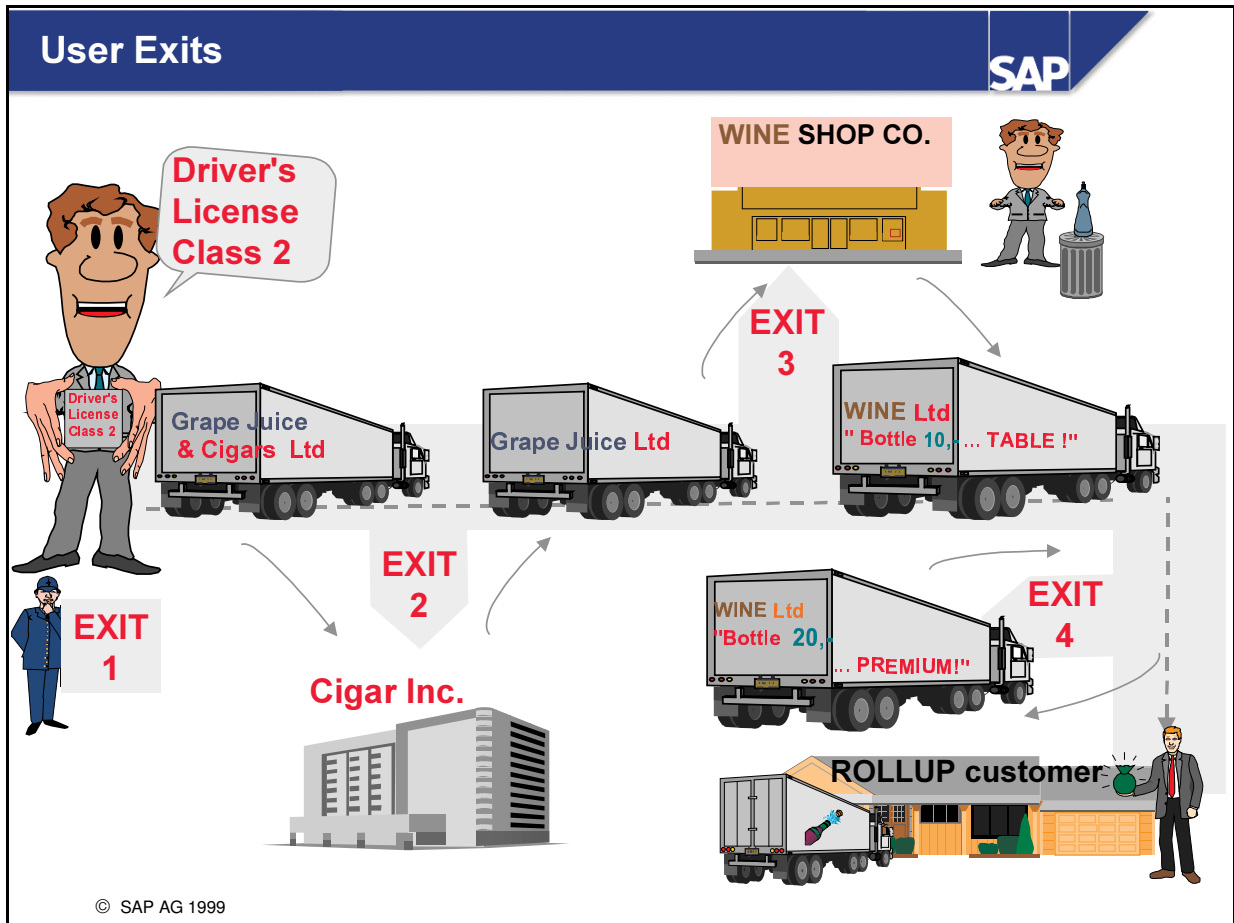 User Exits
SAP
Driver's
License
Class 2
WINE SHOP CO.
EXIT
3
Driver's
License
Class 2
Grape Juice
& Cigars Ltd
Grape Juice Ltd
WINE Ltd
" Bottle 10,- ... TABLE !"
EXIT
2
EXIT
1
WINE Ltd
"Bottle 20,-
... PREMIUM!"
EXIT
4
Cigar Inc.
ROLLUP customer
© SAP AG 1999